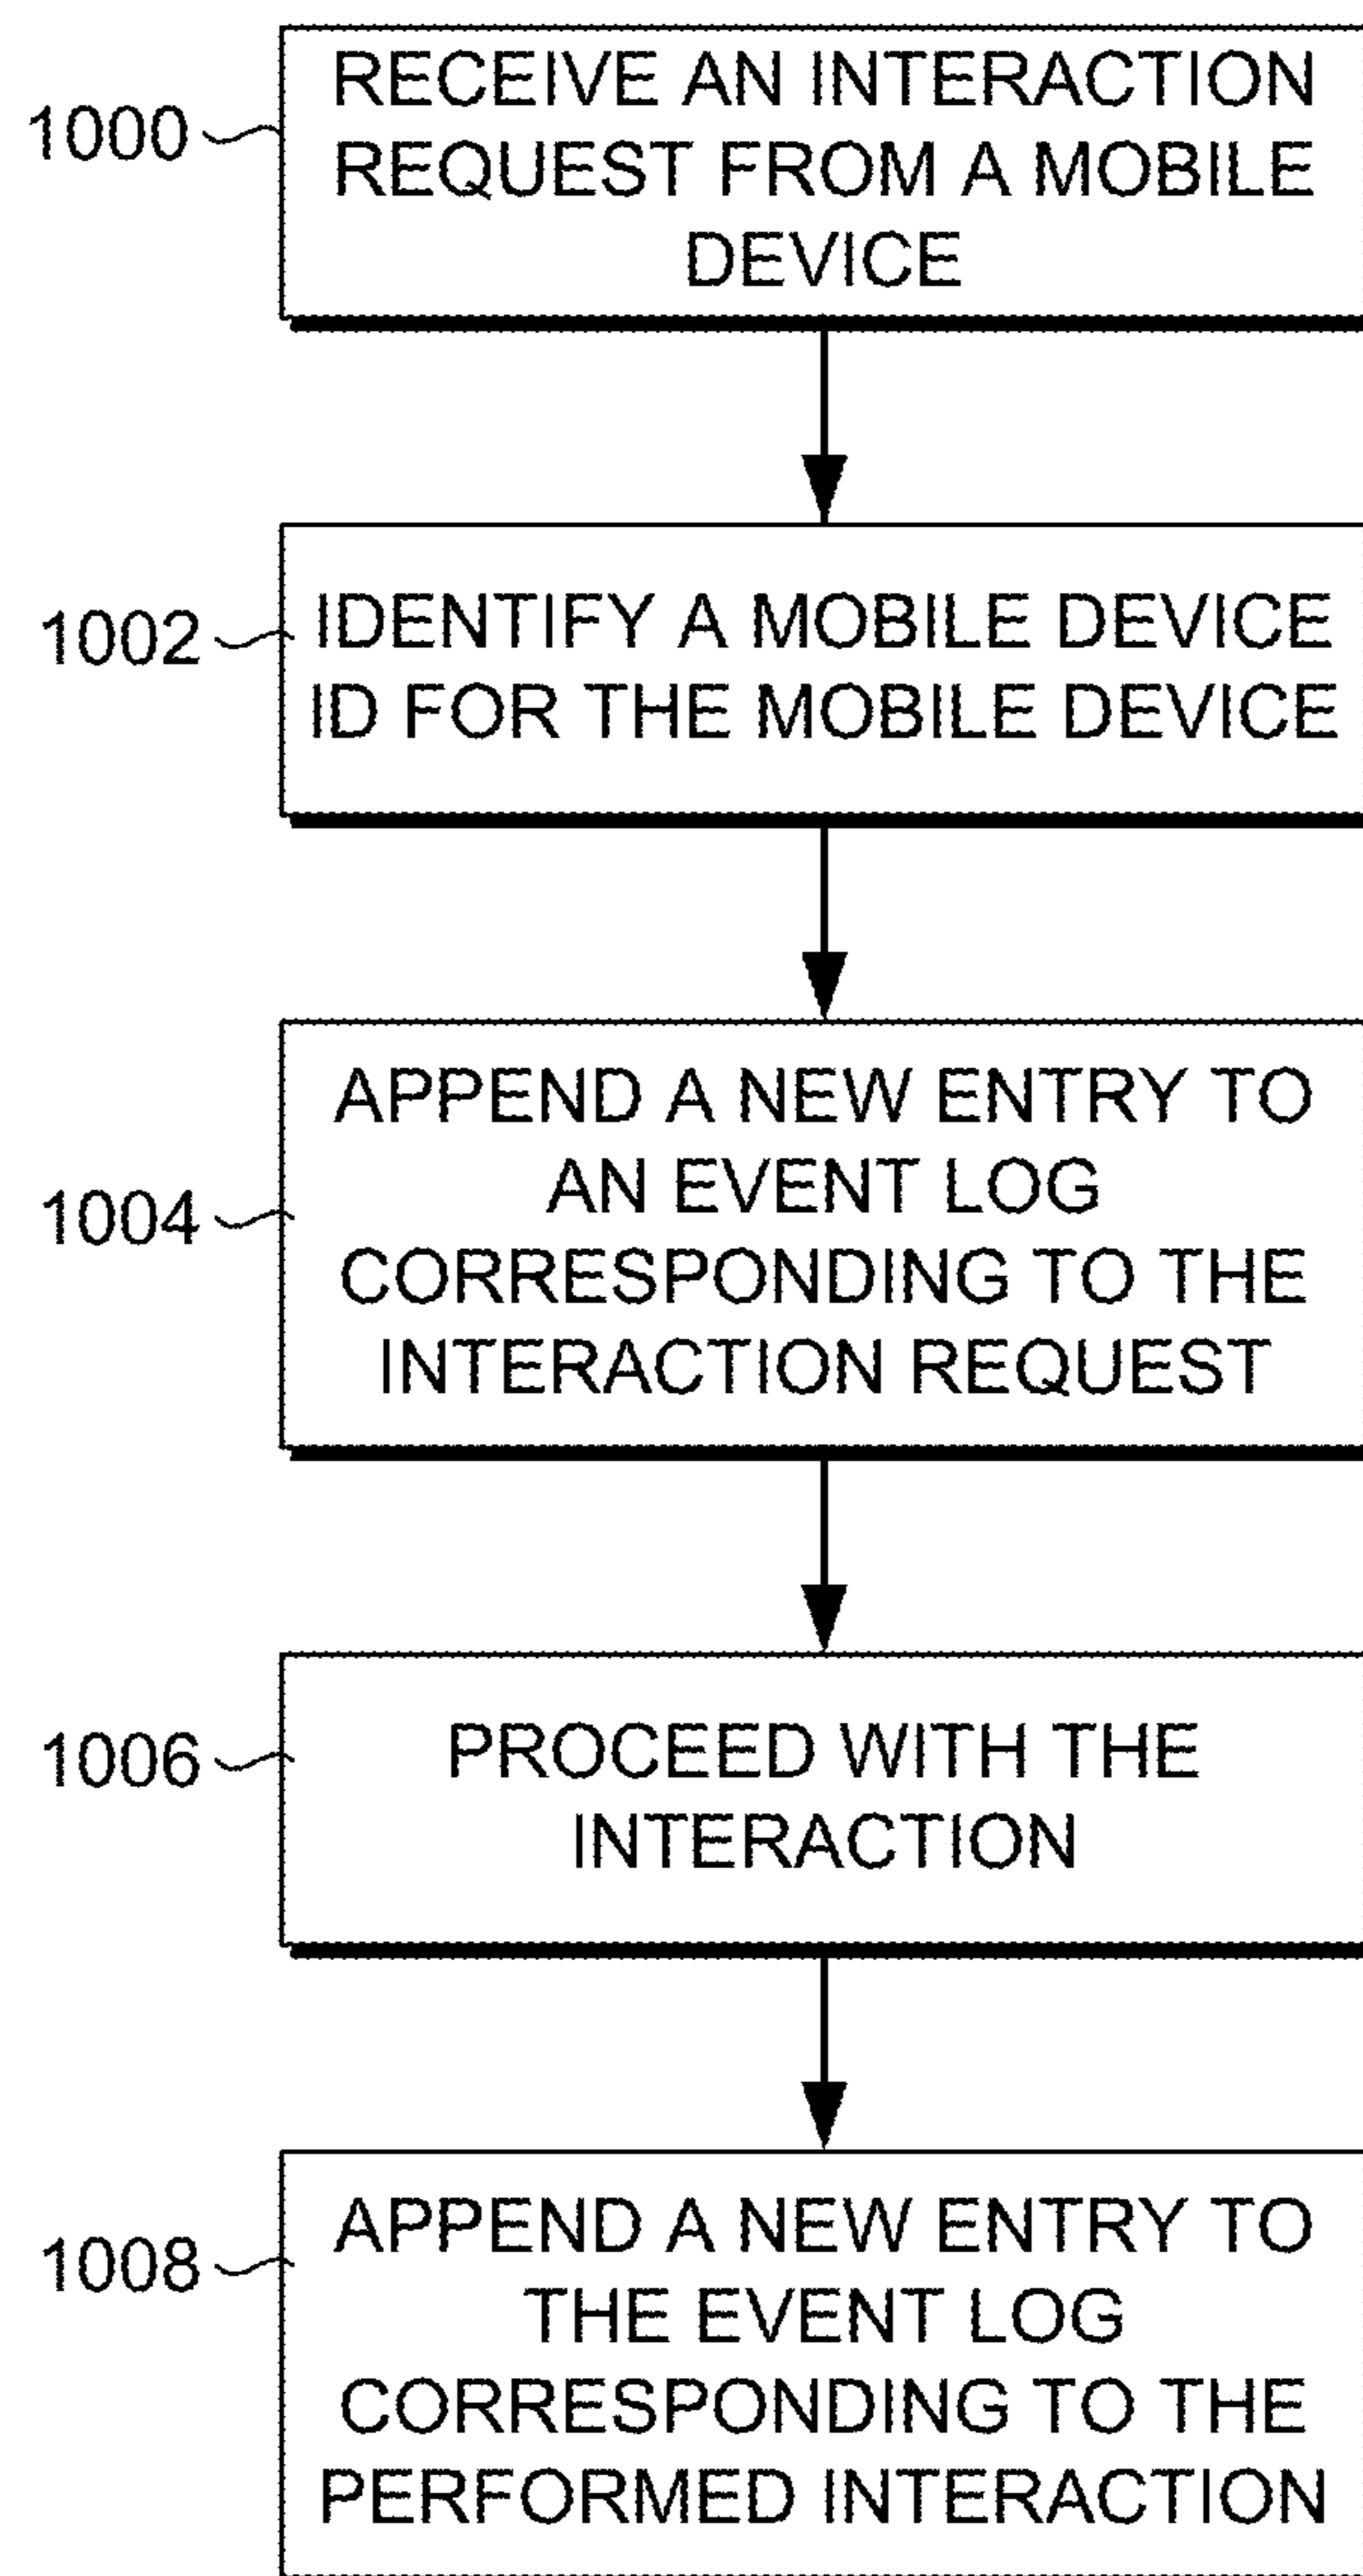 1000
RECEIVE AN INTERACTION
REQUEST FROM A MOBILE
DEVICE
1002
IDENTIFY A MOBILE DEVICE
ID FOR THE MOBILE DEVICE
1004
APPEND A NEW ENTRY TO
AN EVENT LOG
CORRESPONDING TO THE
INTERACTION REQUEST
1006
PROCEED WITH THE
INTERACTION
1008
APPEND A NEW ENTRY TO
THE EVENT LOG
CORRESPONDING TO THE
PERFORMED INTERACTION